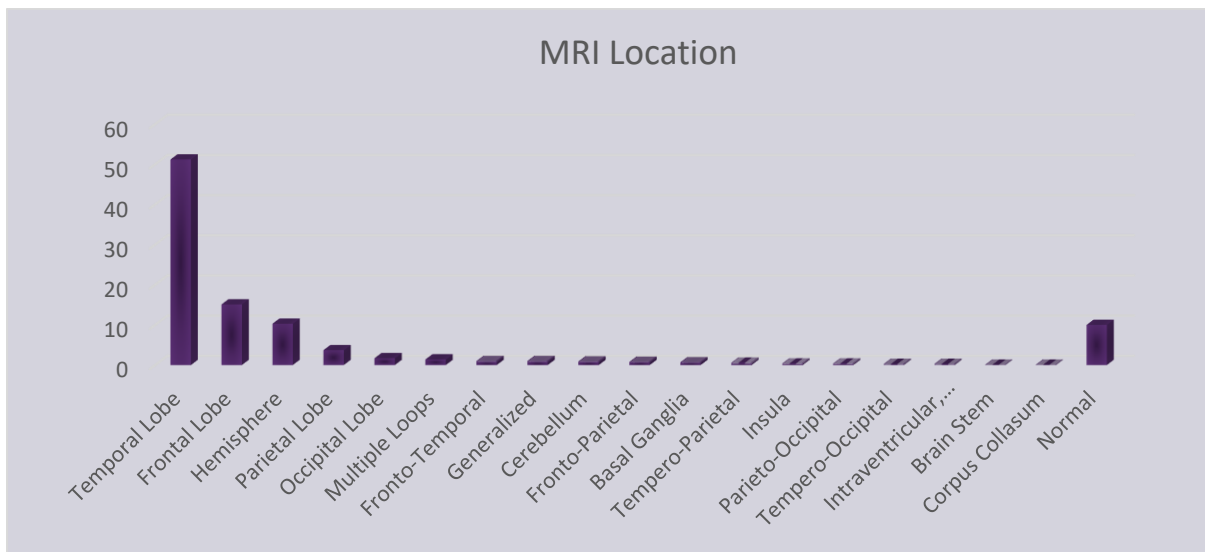 MRI Location
60
50
40
30
20
10
0
Temporal Lobe
Frontal Lobe
Hemisphere
Parietal Lobe
Occipital Lobe
Multiple Loops
Fronto-Temporal
Generalized
Cerebellum
Fronto-Parietal
Basal Ganglia
Tempero-Parietal
Insula
Parieto-Occipital
Tempero-Occipital
Intraventricular,...
Brain Stem
Corpus Collasum
Normal